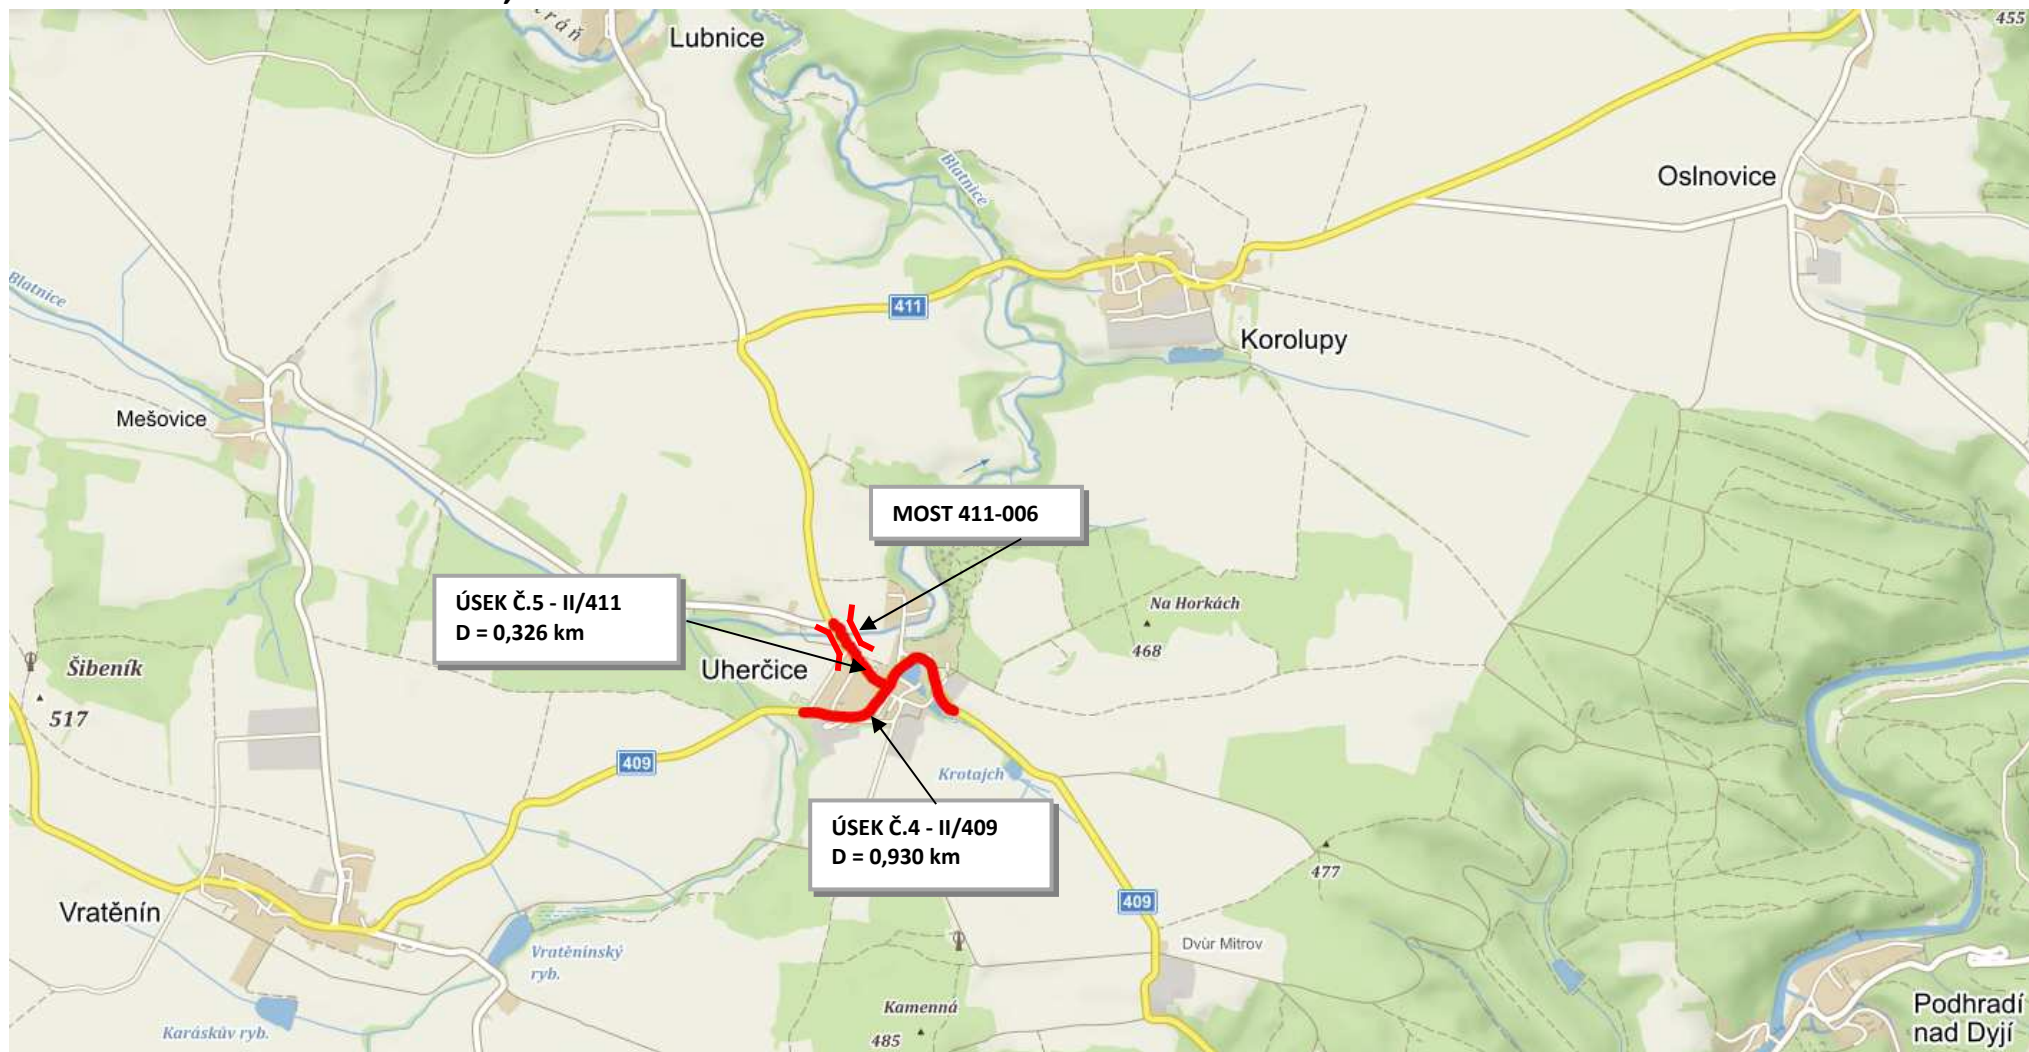 Lubnice
455
Oslnovice
Blatnice
Blatnice
411
Korolupy
Mešovice
MOST 411-006
ÚSEK Č.5 - II/411
D = 0,326 km
Na Horkách
468
Šibeník
517
Uherčice
409
Krotajch
ÚSEK Č.4 - II/409
D = 0,930 km
477
409
Vratěnín
Vratěnínský
ryb.
Dvůr Mitrov
Kamenná
485
Karáskův ryb.
Podhradí
nad Dyjí